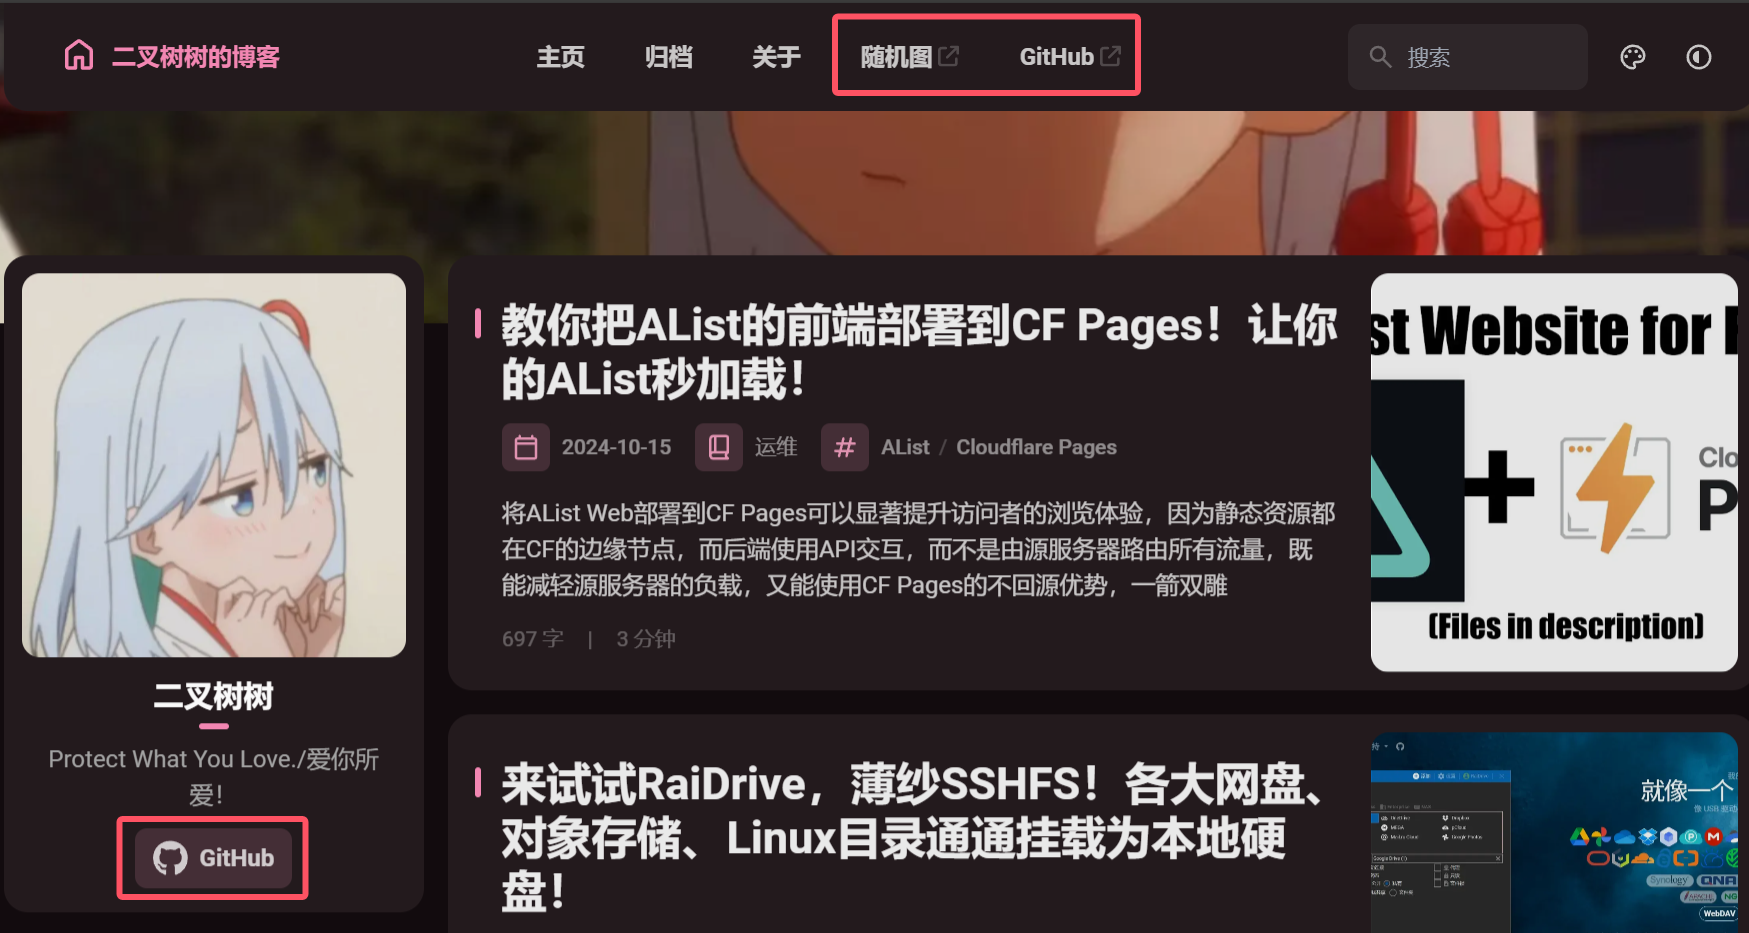 二叉树树的博客
主页
归档
关于
随机图
GitHub
搜索
二叉树树
Protect What You Love./爱你所
爱！
GitHub
教你把AList的前端部署到CF Pages！让你
的AList秒加载！
2024-10-15
运维
AList / Cloudflare Pages
将AList Web部署到CF Pages可以显著提升访问者的浏览体验，因为静态资源都
在CF的边缘节点，而后端使用API交互，而不是由源服务器路由所有流量，既
能减轻源服务器的负载，又能使用CF Pages的不回源优势，一箭双雕
697 字 | 3 分钟
st Website for
Clo
P
(Files in description)
来试试RaiDrive，薄纱SSHFS！各大网盘、
对象存储、Linux目录通通挂载为本地硬
盘！
就像一个
Synology
WebDAV